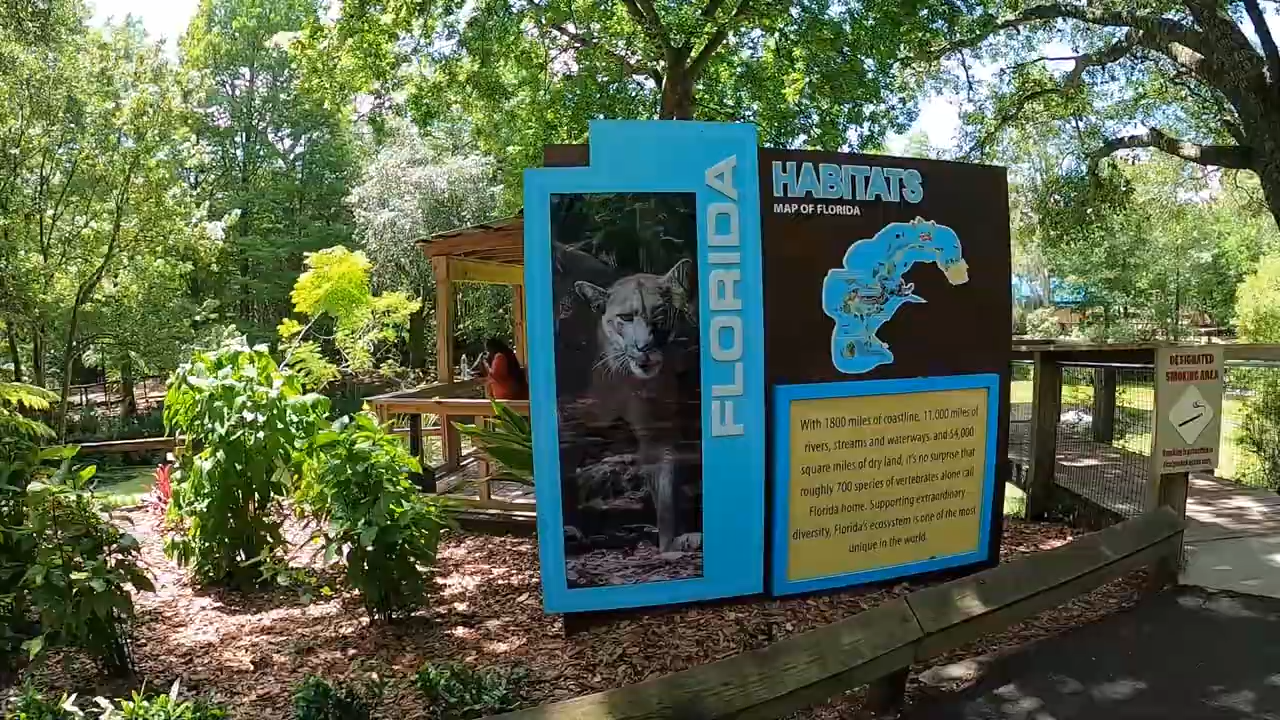 FLORIDA
HABITATS
MAP OF FLORIDA
With 1800 miles of coastline, 11,000 miles of
rivers, streams and waterways, and 54,000
square miles of dry land, it's no surprise that
roughly 700 species of vertebrates alone call
Florida home. Supporting extraordinary
diversity, Florida's ecosystem is one of the most
unique in the world.
DESIGNATED
SMOKING AREA